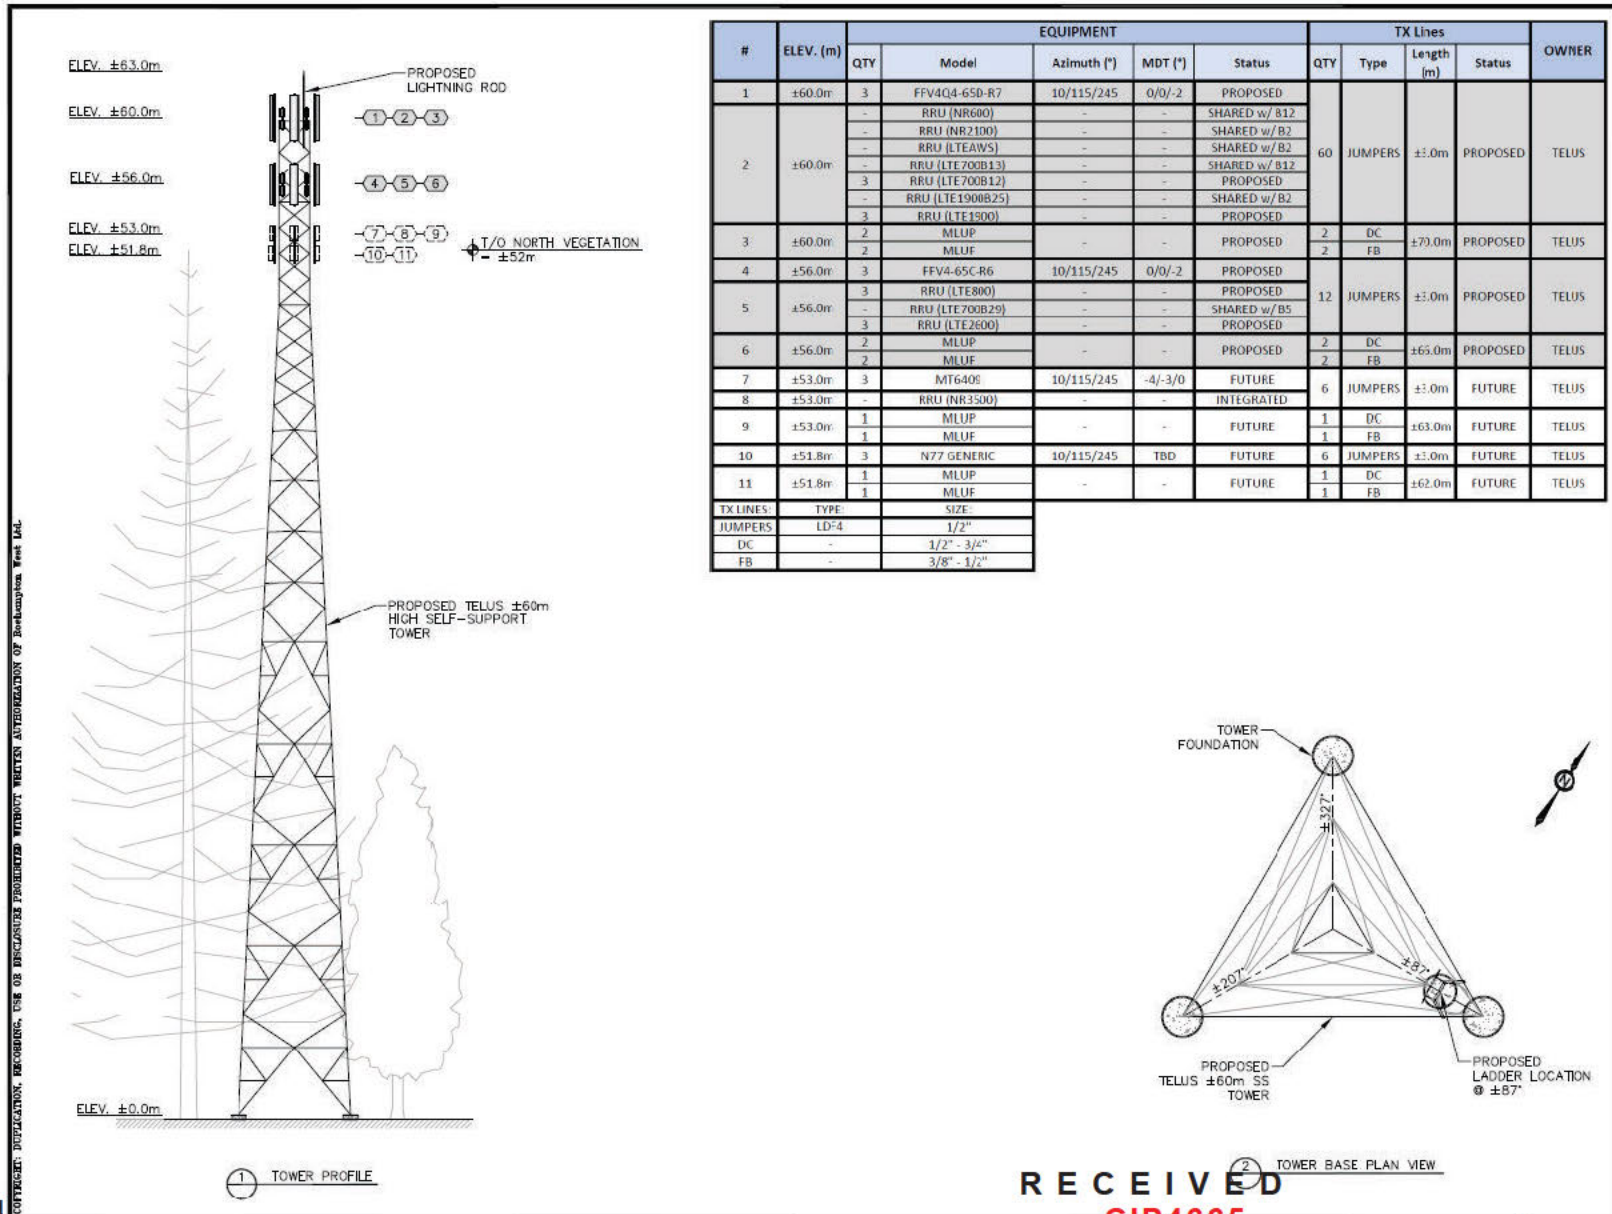 ELEV. ±63.0m
PROPOSED
LIGHTNING ROD
ELEV. ±60.0m
1 2 3
ELEV. ±56.0m
4 5 6
ELEV. ±53.0m
7 8 9
ELEV. ±51.8m
10 11
T/O NORTH VEGETATION
- ±52m
PROPOSED TELUS ±60m
HIGH SELF-SUPPORT
TOWER
ELEV. ±0.0m
1 TOWER PROFILE
# ELEV. (m) EQUIPMENT TX Lines OWNER
QTY Model Azimuth (°) MDT (°) Status QTY Type Length (m) Status
1 ±60.0m 3 FFV4Q4-65D-R7 10/115/245 0/0/-2 PROPOSED
2 ±60.0m 60 JUMPERS ±3.0m PROPOSED TELUS
- RRU (NR600) - - SHARED w/ B12
- RRU (NR2100) - - SHARED w/ B2
- RRU (LTEAWS) - - SHARED w/ B2
- RRU (LTE700B13) - - SHARED w/ B12
3 RRU (LTE700B12) - - PROPOSED
- RRU (LTE1900B25) - - SHARED w/ B2
3 RRU (LTE1900) - - PROPOSED
3 ±60.0m 2 MLUP - - PROPOSED 2 DC ±70.0m PROPOSED TELUS
2 MLUF 2 FB
4 ±56.0m 3 FFV4-65C-R6 10/115/245 0/0/-2 PROPOSED 12 JUMPERS ±3.0m PROPOSED TELUS
5 ±56.0m 3 RRU (LTE800) - - PROPOSED
- RRU (LTE700B29) - - SHARED w/ B5
3 RRU (LTE2600) - - PROPOSED
6 ±56.0m 2 MLUP - - PROPOSED 2 DC ±66.0m PROPOSED TELUS
2 MLUF 2 FB
7 ±53.0m 3 MT6409 10/115/245 -4/-3/0 FUTURE 6 JUMPERS ±3.0m FUTURE TELUS
8 ±53.0m - RRU (NR3500) - - INTEGRATED
9 ±53.0m 1 MLUP - - FUTURE 1 DC ±63.0m FUTURE TELUS
1 MLUF 1 FB
10 ±51.8m 3 N77 GENERIC 10/115/245 TBD FUTURE 6 JUMPERS ±3.0m FUTURE TELUS
11 ±51.8m 1 MLUP - - FUTURE 1 DC ±62.0m FUTURE TELUS
1 MLUF 1 FB
TX LINES: TYPE: SIZE:
JUMPERS LDF4 1/2"
DC - 1/2" - 3/4"
FB - 3/8" - 1/2"
TOWER
FOUNDATION
N
±327°
±207°
±87°
PROPOSED
TELUS ±60m SS
TOWER
PROPOSED
LADDER LOCATION
@ ±87°
2 TOWER BASE PLAN VIEW
RECEIVED
COPYRIGHT: DUPLICATION, RECORDING, USE OR DISCLOSURE PROHIBITED WITHOUT WRITTEN AUTHORIZATION OF Roehampton West Ltd.